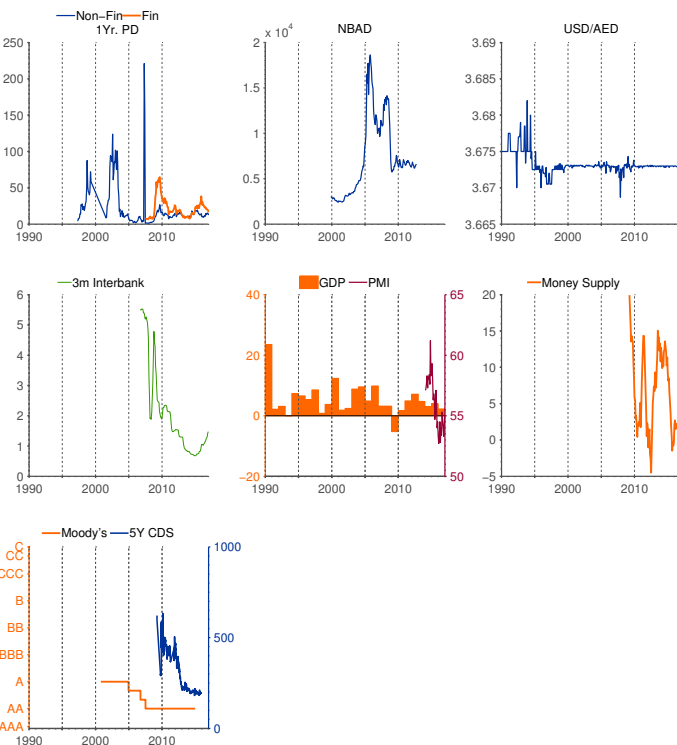 Non-Fin Fin
1Yr. PD
250
200
150
100
50
0
1990 2000 2010
2 x 10^4 NBAD
2
1.5
1
0.5
0
1990 2000 2010
USD/AED
3.69
3.685
3.68
3.675
3.67
3.665
1990 2000 2010
3m Interbank
6
5
4
3
2
1
0
1990 2000 2010
GDP PMI
40 65
20 60
0 55
-20 50
1990 2000 2010
Money Supply
20
15
10
5
0
-5
1990 2000 2010
Moody's 5Y CDS
C 1000
CC
CCC
B
BB 500
BBB
A
AA
AAA 0
1990 2000 2010